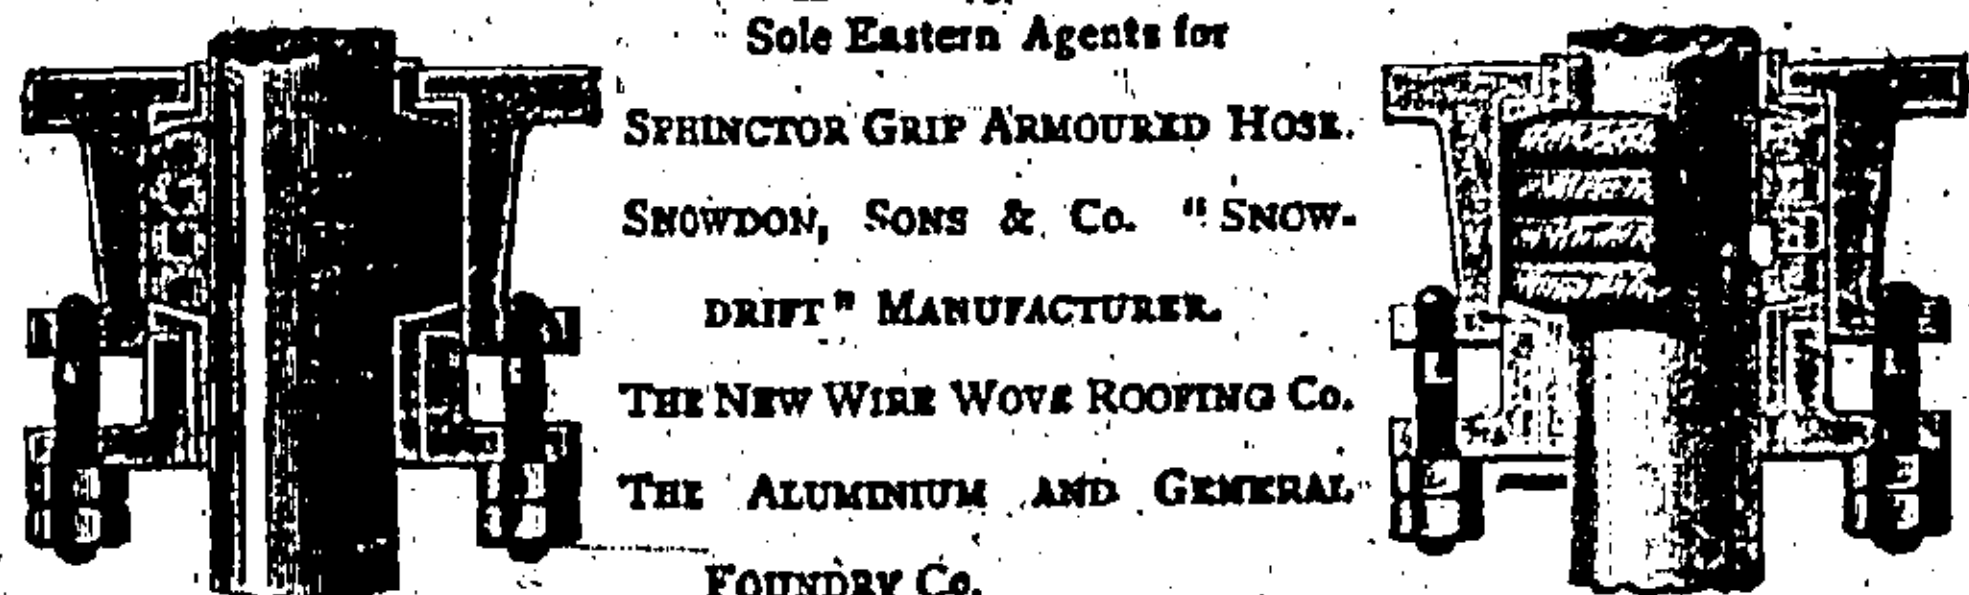 Sole Eastern Agents for
SPHINCTOR GRIP ARMOURED HOSE.
SNOWDON, SONS & Co. "SNOW-
DRIFT" MANUFACTURER.
THE NEW WIRE WOVE ROOFING Co.
THE ALUMINIUM AND GENERAL
FOUNDRY Co.